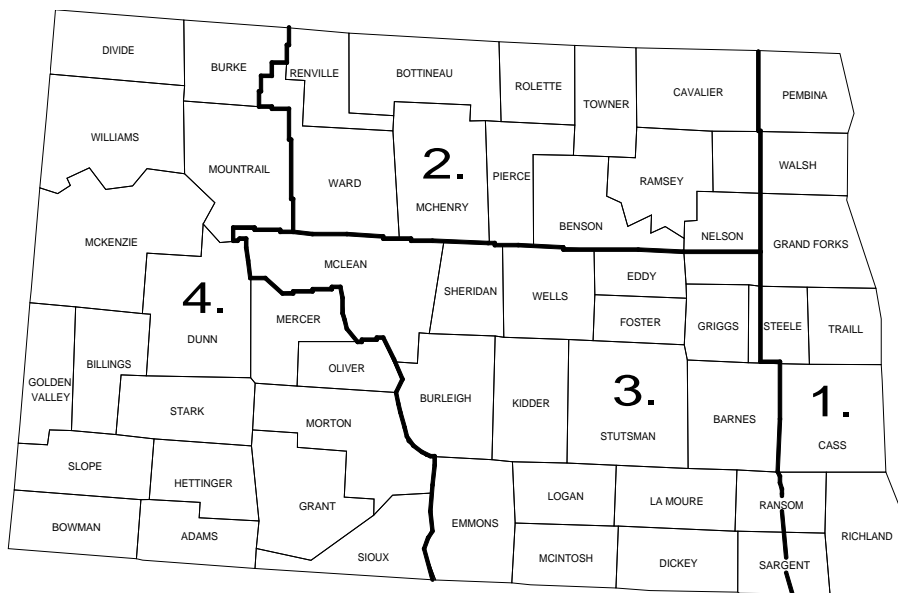 DIVIDE
BURKE
RENVILLE
BOTTINEAU
ROLETTE
TOWNER
CAVALIER
PEMBINA
WILLIAMS
MOUNTRAIL
WARD
2.
MCHENRY
PIERCE
BENSON
RAMSEY
WALSH
NELSON
GRAND FORKS
MCKENZIE
4.
DUNN
MCLEAN
SHERIDAN
WELLS
EDDY
FOSTER
GRIGGS
STEELE
TRAILL
MERCER
OLIVER
GOLDEN
VALLEY
BILLINGS
STARK
MORTON
BURLEIGH
KIDDER
3.
STUTSMAN
BARNES
1.
CASS
SLOPE
HETTINGER
GRANT
BOWMAN
ADAMS
SIOUX
EMMONS
LOGAN
LA MOURE
RANSOM
RICHLAND
MCINTOSH
DICKEY
SARGENT